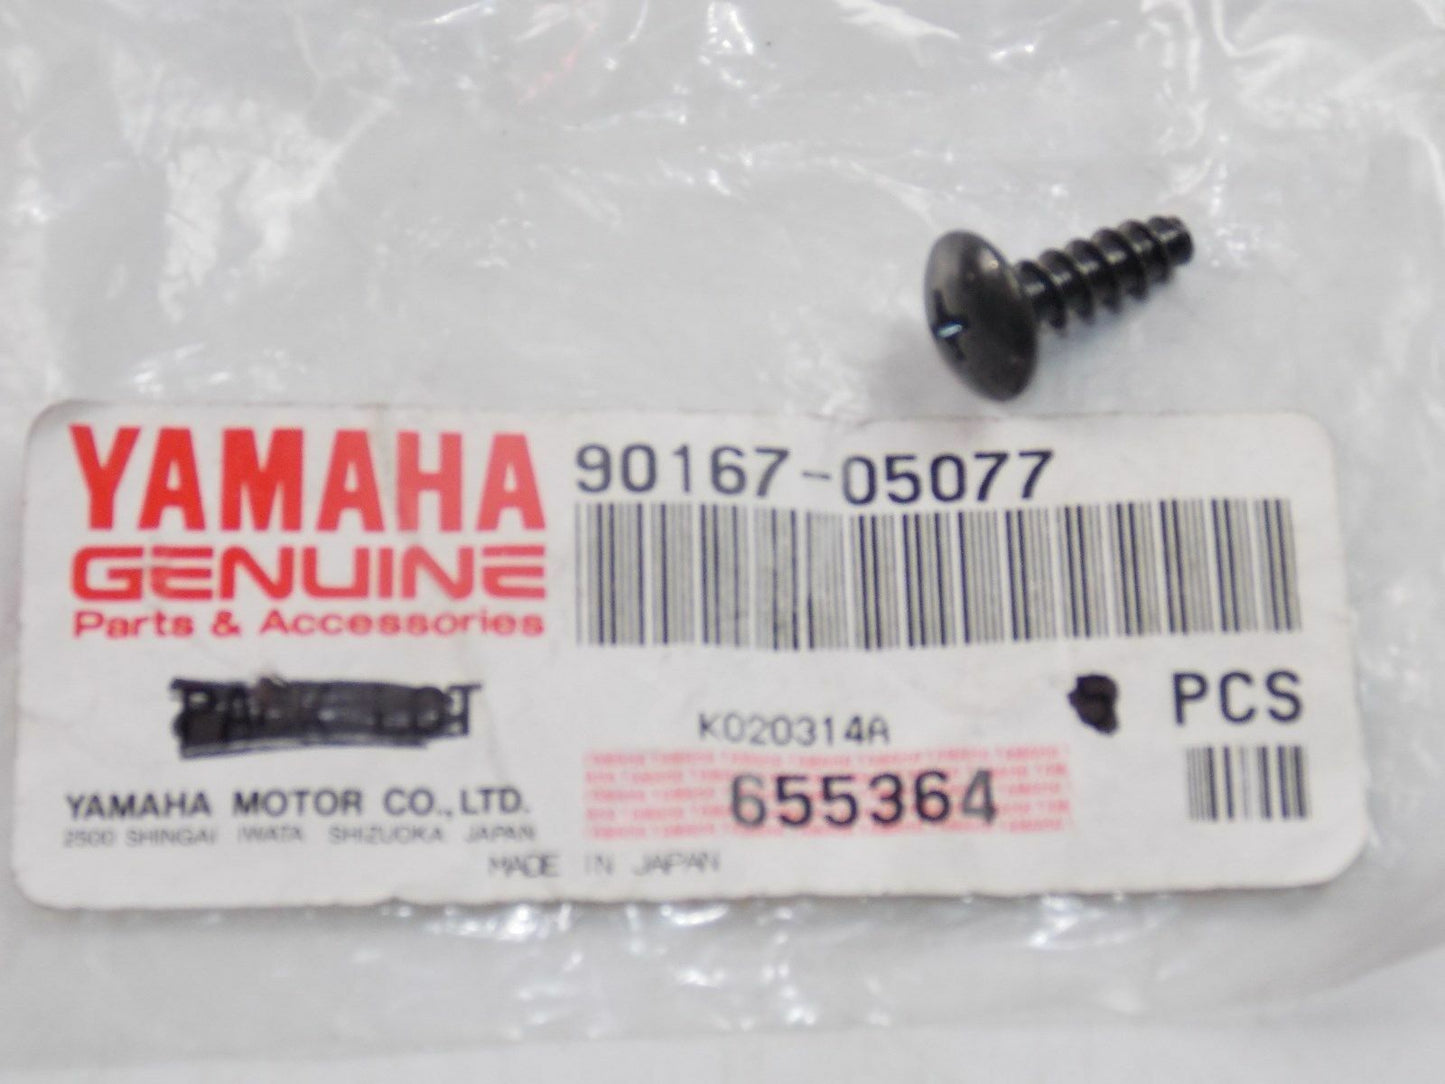 YAMAHA
GENUINE
Parts & Accessories
90167-05077
PCS
K020314A
655364
YAMAHA MOTOR CO.,LTD.
2500 SHINGAI IWATA SHIZUOKA JAPAN
MADE IN JAPAN